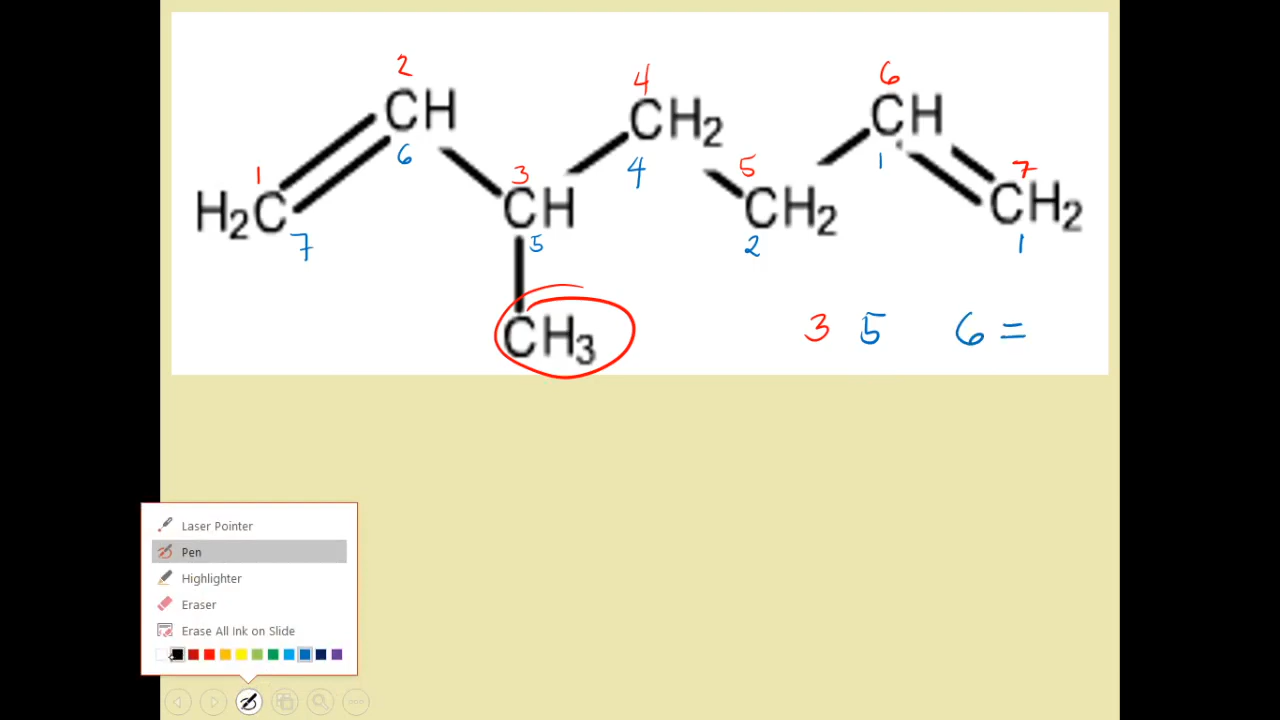 2 4 6
CH CH2 CH
1 6 3 4 5 1 7
H2C CH CH2 CH2
7 5 2 1
CH3 3 5 6 =
Laser Pointer
Pen
Highlighter
Eraser
Erase All Ink on Slide